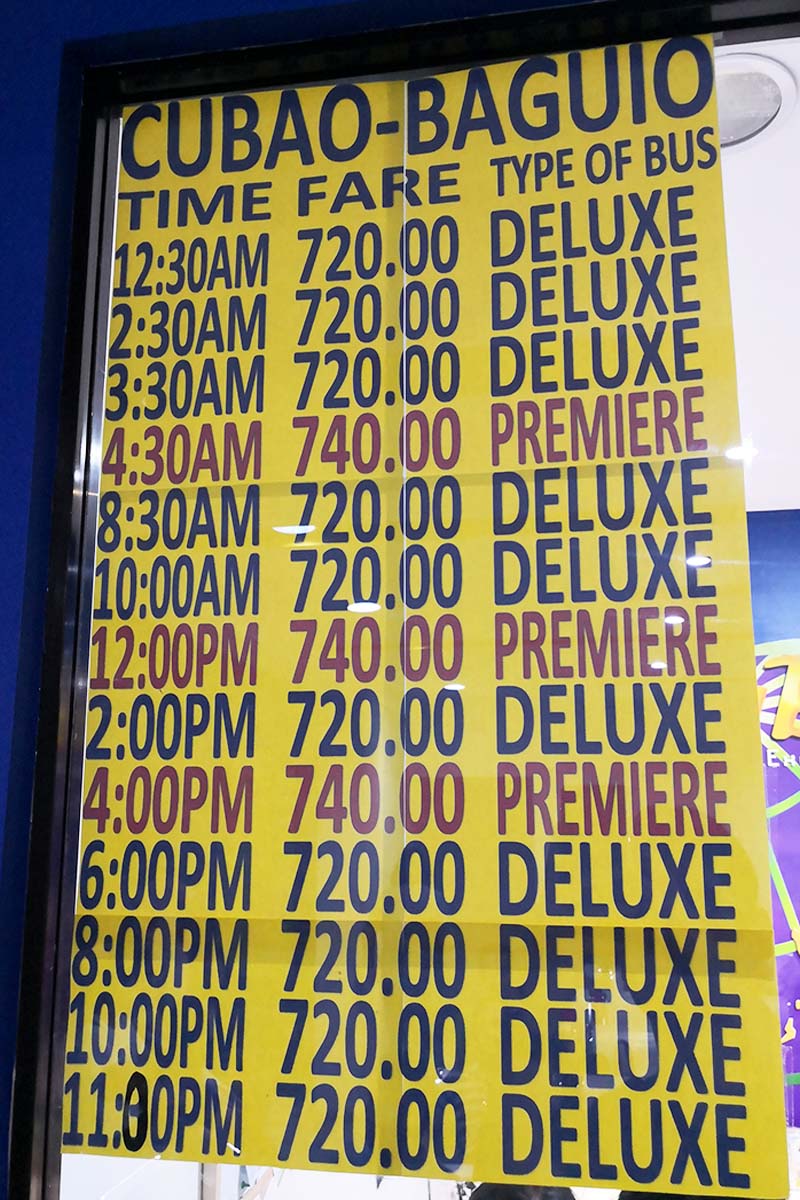 CUBAO-BAGUIO
TIME FARE TYPE OF BUS
12:30AM 720.00 DELUXE
2:30AM 720.00 DELUXE
3:30AM 720.00 DELUXE
4:30AM 740.00 PREMIERE
8:30AM 720.00 DELUXE
10:00AM 720.00 DELUXE
12:00PM 740.00 PREMIERE
2:00PM 720.00 DELUXE
4:00PM 740.00 PREMIERE
6:00PM 720.00 DELUXE
8:00PM 720.00 DELUXE
10:00PM 720.00 DELUXE
11:00PM 720.00 DELUXE